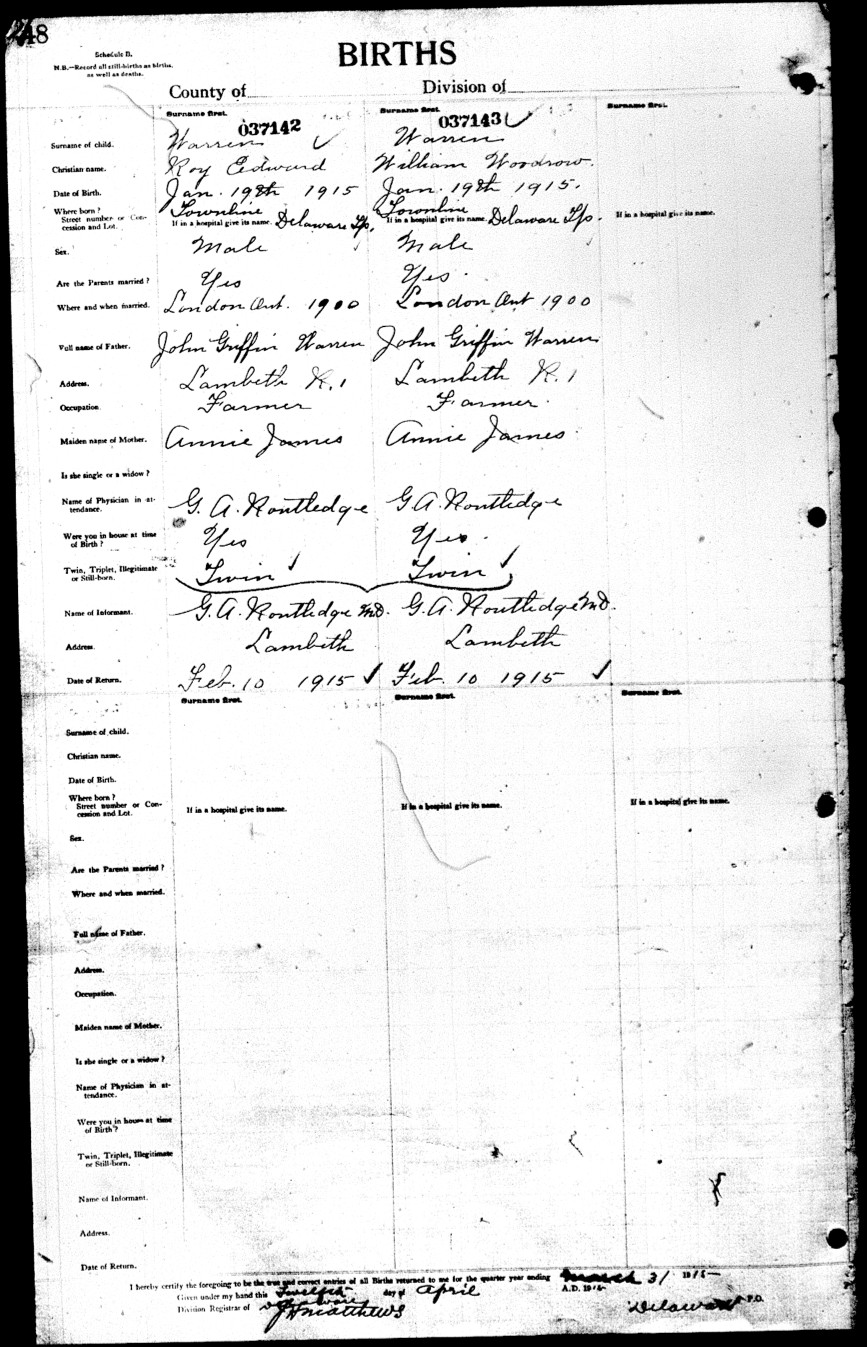 248
Schedule D.
N.B.—Record all still-births as births,
as well as deaths.
BIRTHS
County of
Division of
Surname first. Surname first. Surname first.
037142 037143
Surname of child. Warren Warren
Christian name. Roy Edward William Woodrow.
Date of Birth. Jan. 19th 1915 Jan. 19th 1915.
Where born? Townline Townline
Street number or Con- If in a hospital give its name. Delaware Tp. If in a hospital give its name. Delaware Tp. If in a hospital give its name.
cession and Lot.
Sex. Male Male
Are the Parents married? Yes Yes.
Where and when married. London Ont. 1900 London Ont 1900
Full name of Father. John Griffin Warren John Griffin Warren
Address. Lambeth R. 1 Lambeth R. 1
Occupation. Farmer Farmer.
Maiden name of Mother. Annie James Annie James
Is she single or a widow?
Name of Physician in at- G. A. Routledge G A. Routledge
tendance.
Were you in house at time Yes Yes.
of Birth?
Twin, Triplet, Illegitimate Twin Twin
or Still-born.
Name of Informant. G. A. Routledge M.D. G. A. Routledge M.D.
Address. Lambeth Lambeth
Date of Return. Feb. 10 1915 Feb. 10 1915
Surname first. Surname first. Surname first.
Surname of child.
Christian name.
Date of Birth.
Where born?
Street number or Con-
cession and Lot.
If in a hospital give its name. If in a hospital give its name. If in a hospital give its name.
Sex.
Are the Parents married?
Where and when married.
Full name of Father.
Address.
Occupation.
Maiden name of Mother.
Is she single or a widow?
Name of Physician in at-
tendance.
Were you in house at time
of Birth?
Twin, Triplet, Illegitimate
or Still-born.
Name of Informant.
Address.
Date of Return.
I hereby certify the foregoing to be the true and correct entries of all Births returned to me for the quarter year ending March 31 1915
Given under my hand this Twelfth day of April A.D. 1915
Division Registrar of Delaware Delaware P.O.
J H Matthews